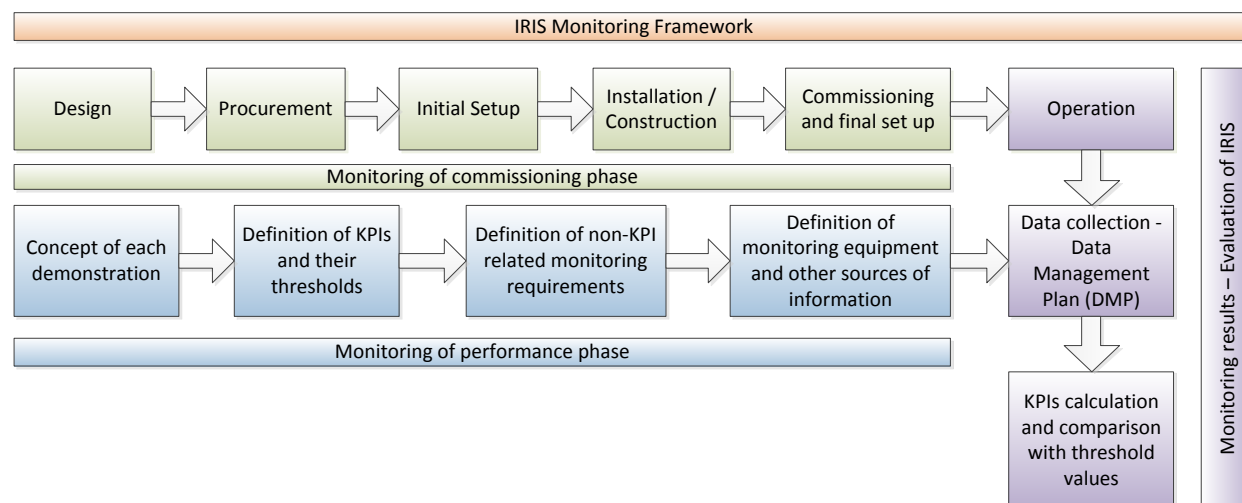 IRIS Monitoring Framework
Design
Procurement
Initial Setup
Installation /
Construction
Commissioning
and final set up
Operation
Monitoring of commissioning phase
Concept of each
demonstration
Definition of KPIs
and their
thresholds
Definition of non-KPI
related monitoring
requirements
Definition of
monitoring equipment
and other sources of
information
Data collection -
Data
Management
Plan (DMP)
Monitoring of performance phase
KPIs calculation
and comparison
with threshold
values
Monitoring results – Evaluation of IRIS